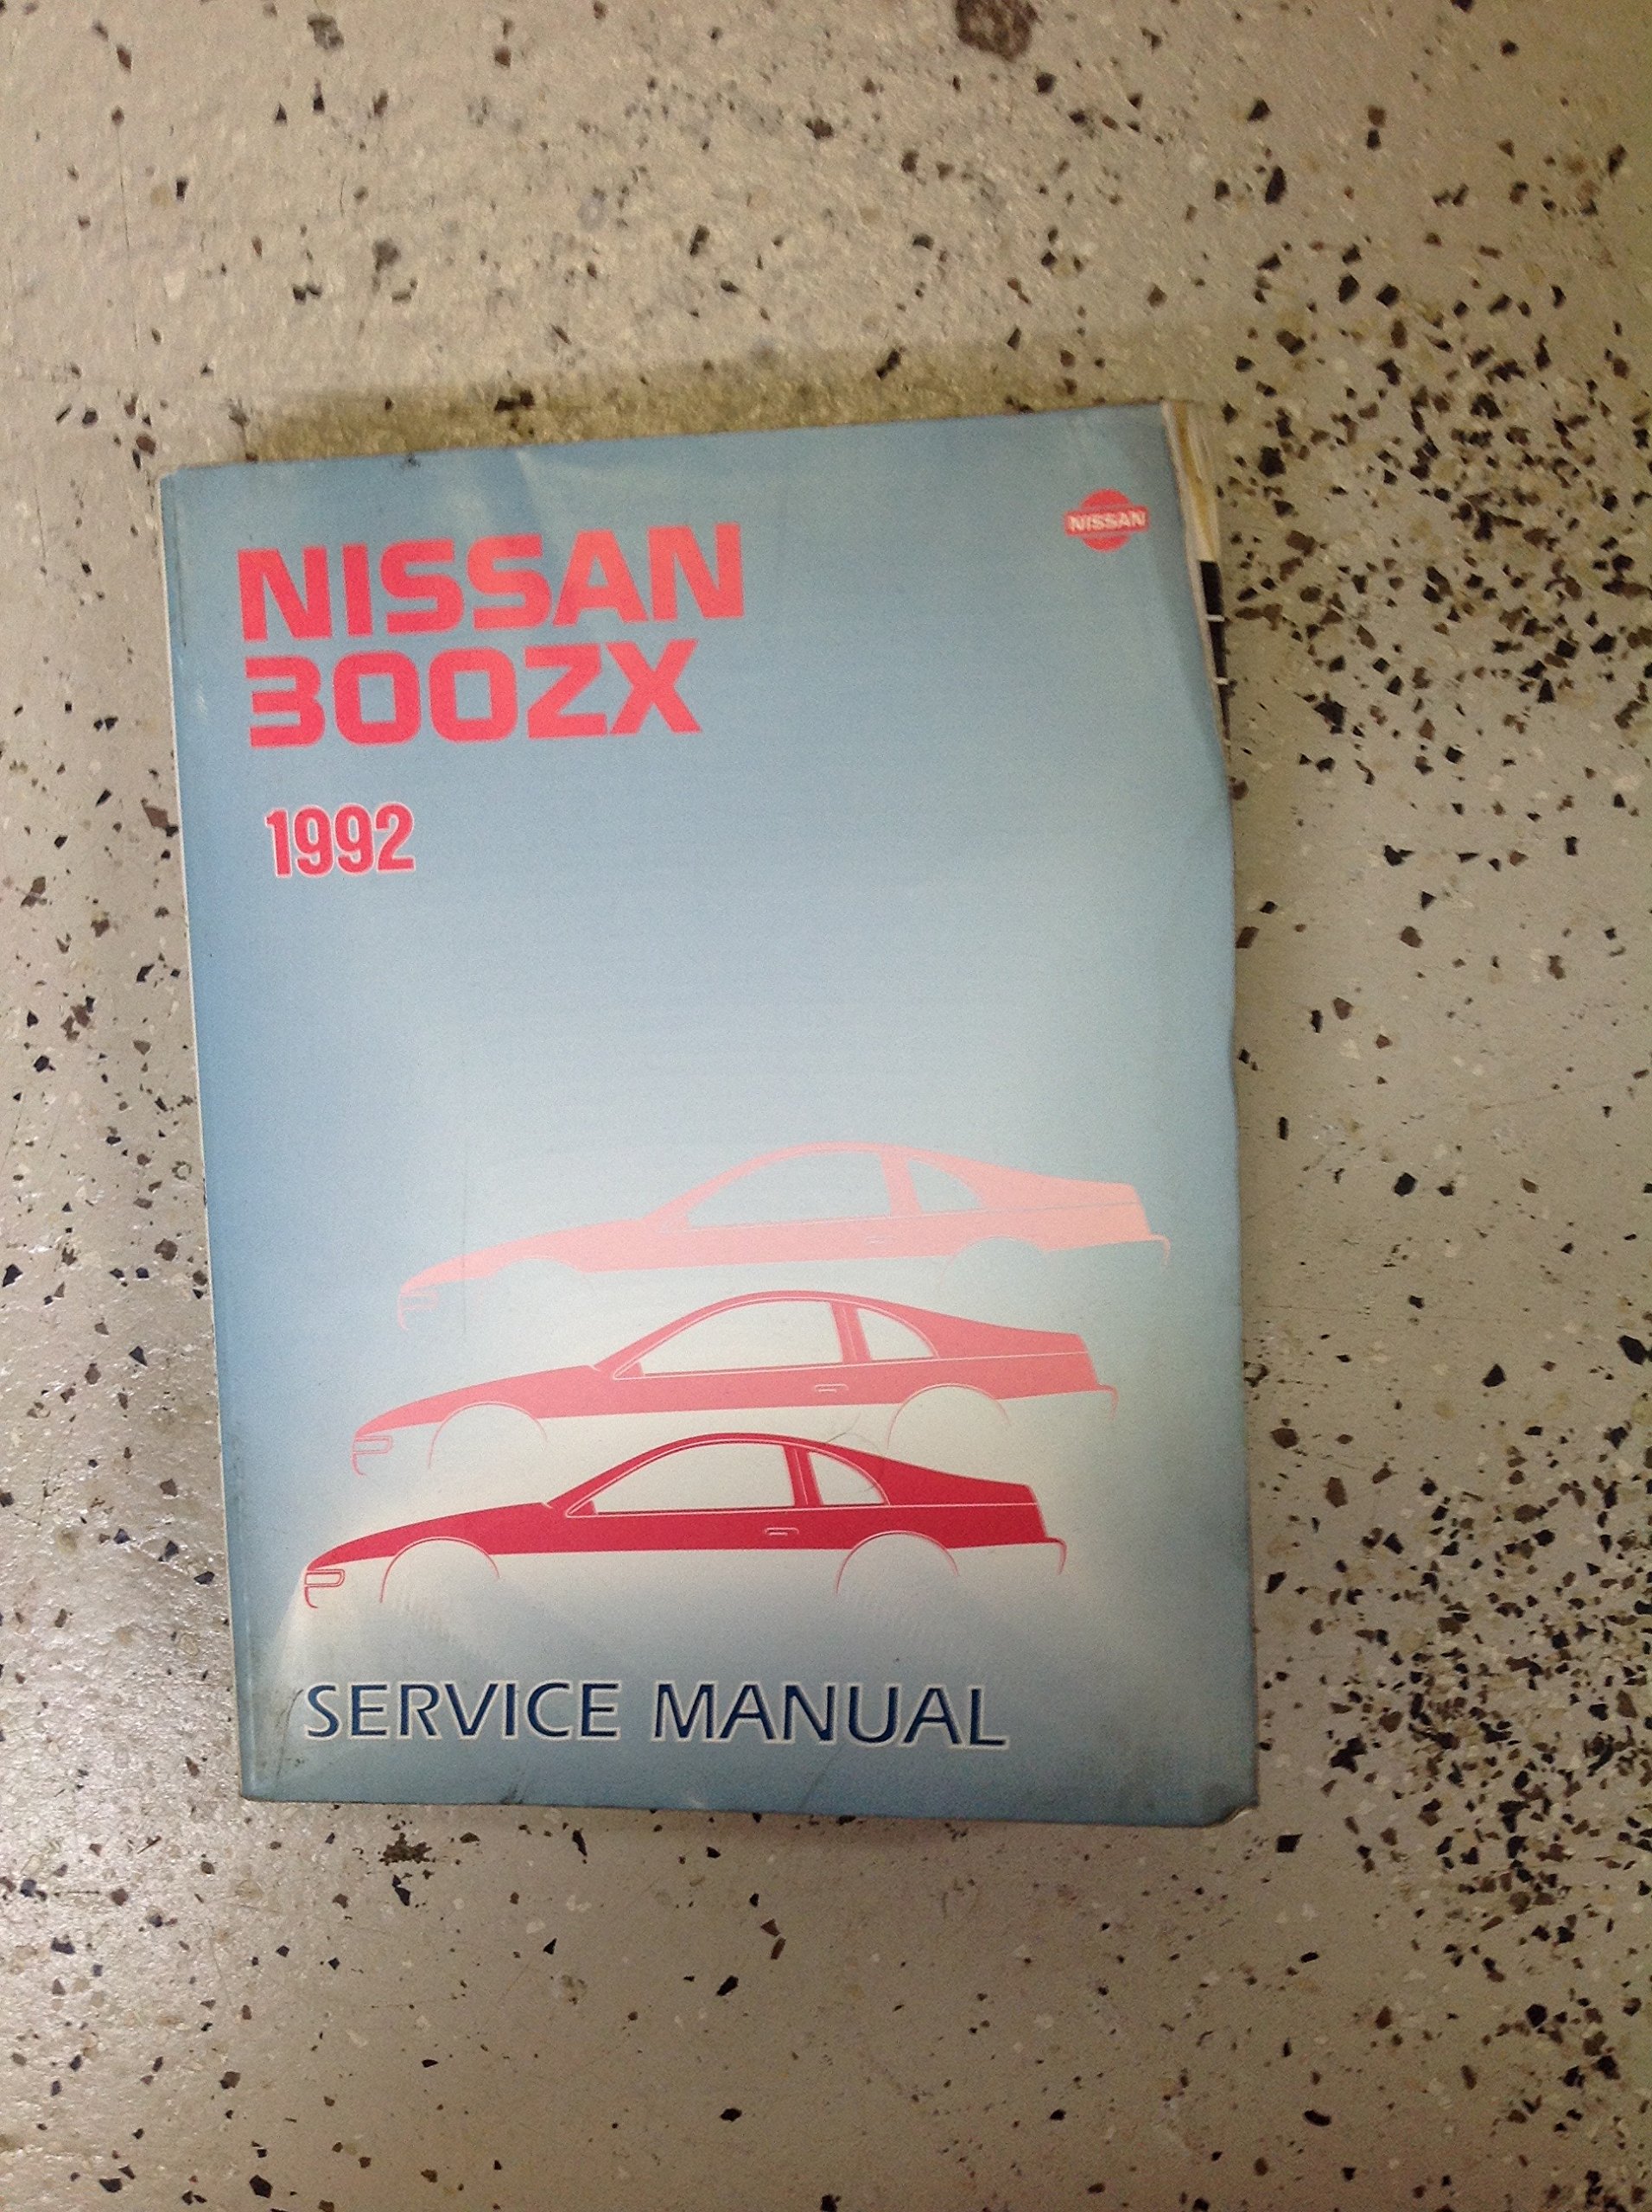 NISSAN
300ZX
NISSAN
1992
SERVICE MANUAL